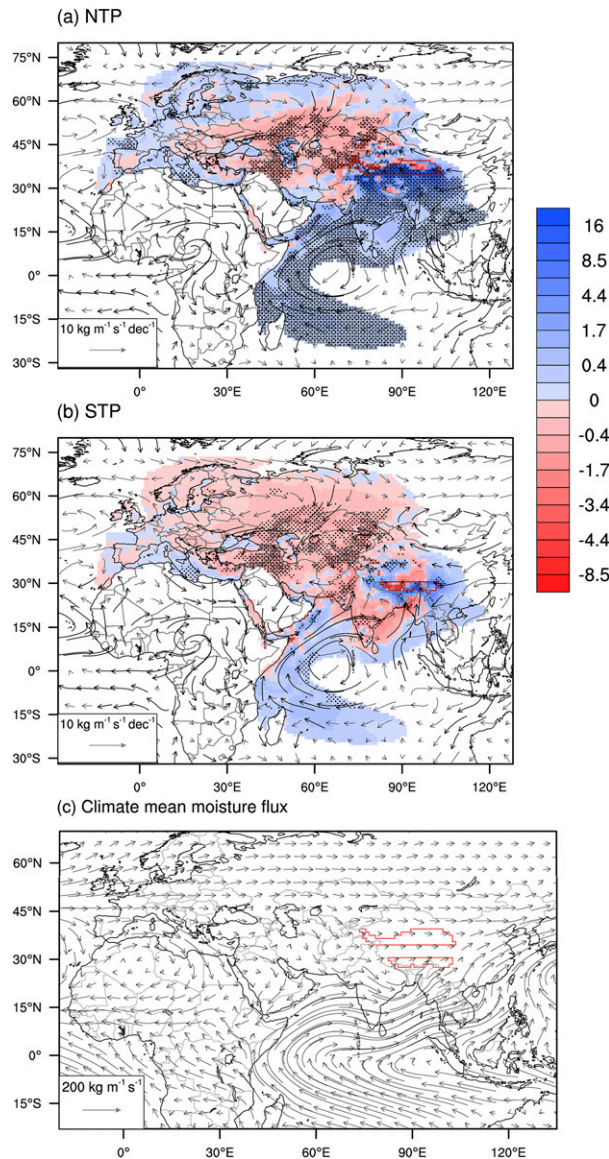 (a) NTP
75°N
60°N
45°N
30°N
15°N
0°
15°S
30°S
10 kg m⁻¹ s⁻¹ dec⁻¹
0° 30°E 60°E 90°E 120°E
16
8.5
4.4
1.7
0.4
0
-0.4
-1.7
-3.4
-4.4
-8.5
(b) STP
75°N
60°N
45°N
30°N
15°N
0°
15°S
30°S
10 kg m⁻¹ s⁻¹ dec⁻¹
0° 30°E 60°E 90°E 120°E
(c) Climate mean moisture flux
60°N
45°N
30°N
15°N
0°
15°S
200 kg m⁻¹ s⁻¹
0° 30°E 60°E 90°E 120°E